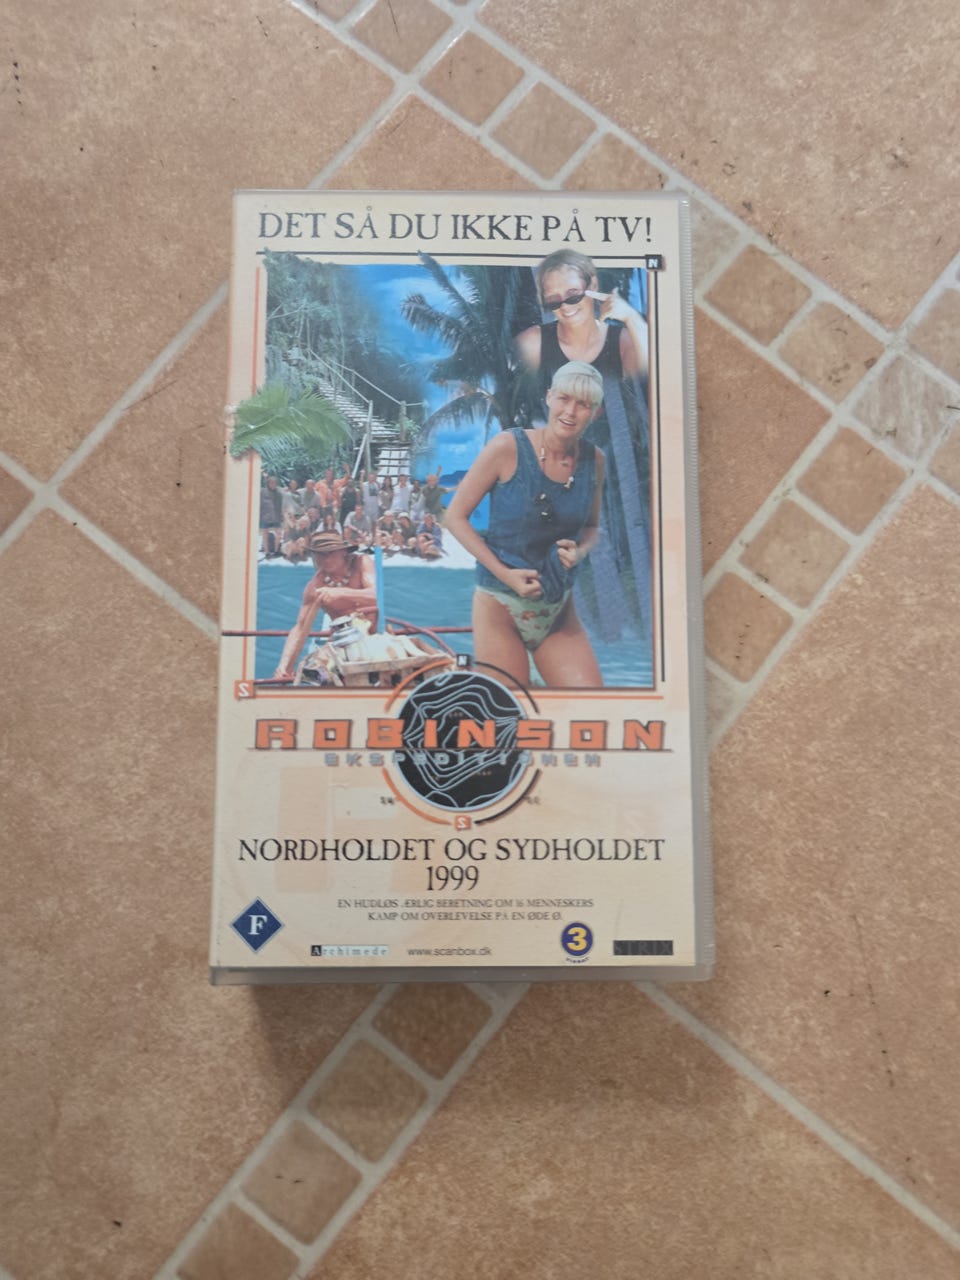 DET SÅ DU IKKE PÅ TV!
N
N
S
ROBINSON
EKSPEDITIONEN
S
NORDHOLDET OG SYDHOLDET
1999
EN HUDLØS ÆRLIG BERETNING OM 16 MENNESKERS
KAMP OM OVERLEVELSE PÅ EN ØDE Ø.
F
Archimede
www.scanbox.dk
3
STRIX